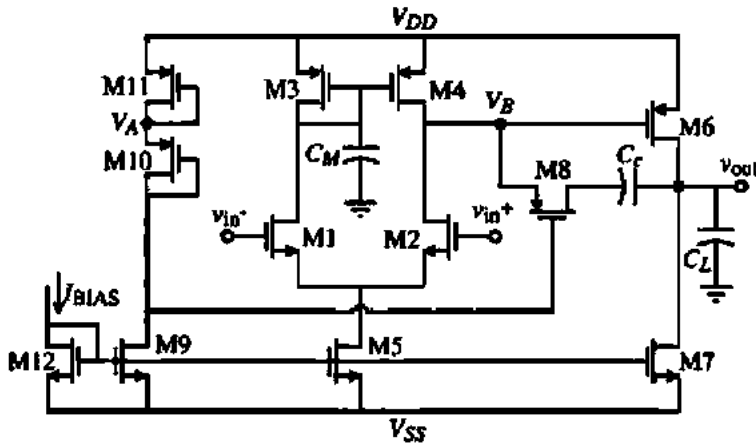 V_DD
M11
M3
M4
V_A
V_B
M6
M10
C_M
M8
C_c
v_out
v_in-
M1
M2
v_in+
C_L
I_BIAS
M12
M9
M5
M7
V_SS